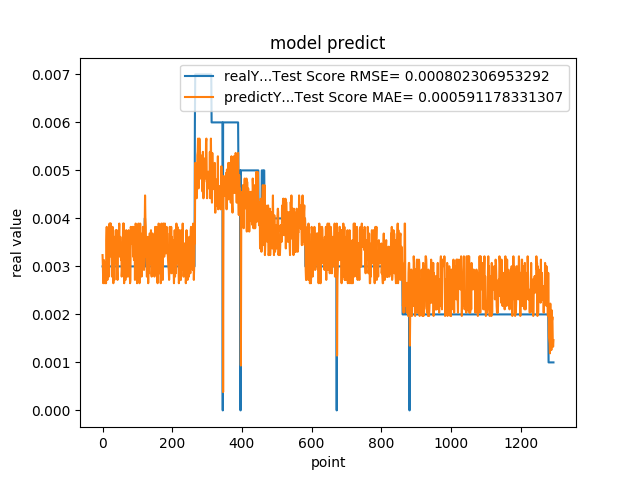 model predict
realY...Test Score RMSE= 0.000802306953292
predictY...Test Score MAE= 0.000591178331307
0.007
0.006
0.005
0.004
0.003
0.002
0.001
0.000
real value
0 200 400 600 800 1000 1200
point